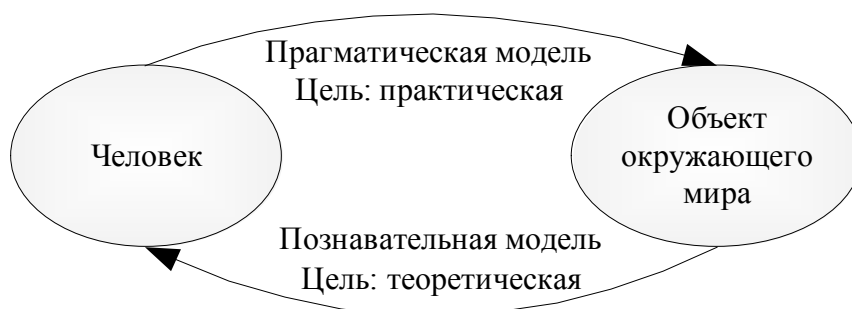 Прагматическая модель
Цель: практическая
Человек
Объект
окружающего
мира
Познавательная модель
Цель: теоретическая